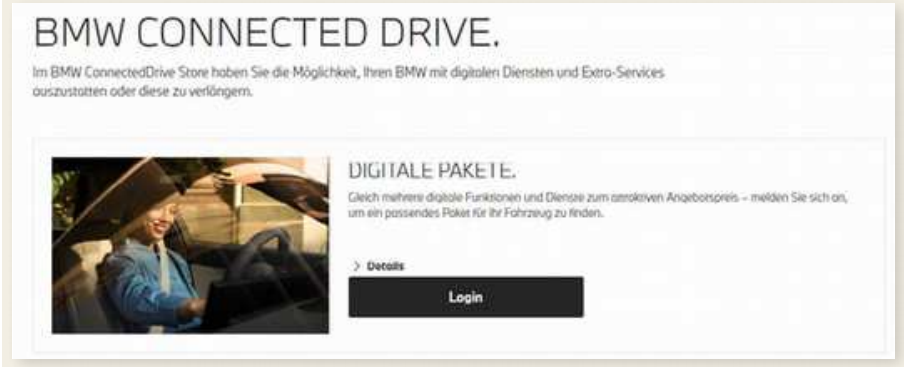 BMW CONNECTED DRIVE.
Im BMW ConnectedDrive Store haben Sie die Möglichkeit, Ihren BMW mit digitalen Diensten und Extra-Services
auszustatten oder diese zu verlängern.
DIGITALE PAKETE.
Gleich mehrere digitale Funktionen und Dienste zum attraktiven Angebotspreis – melden Sie sich an,
um ein passendes Paket für Ihr Fahrzeug zu finden.
> Details
Login